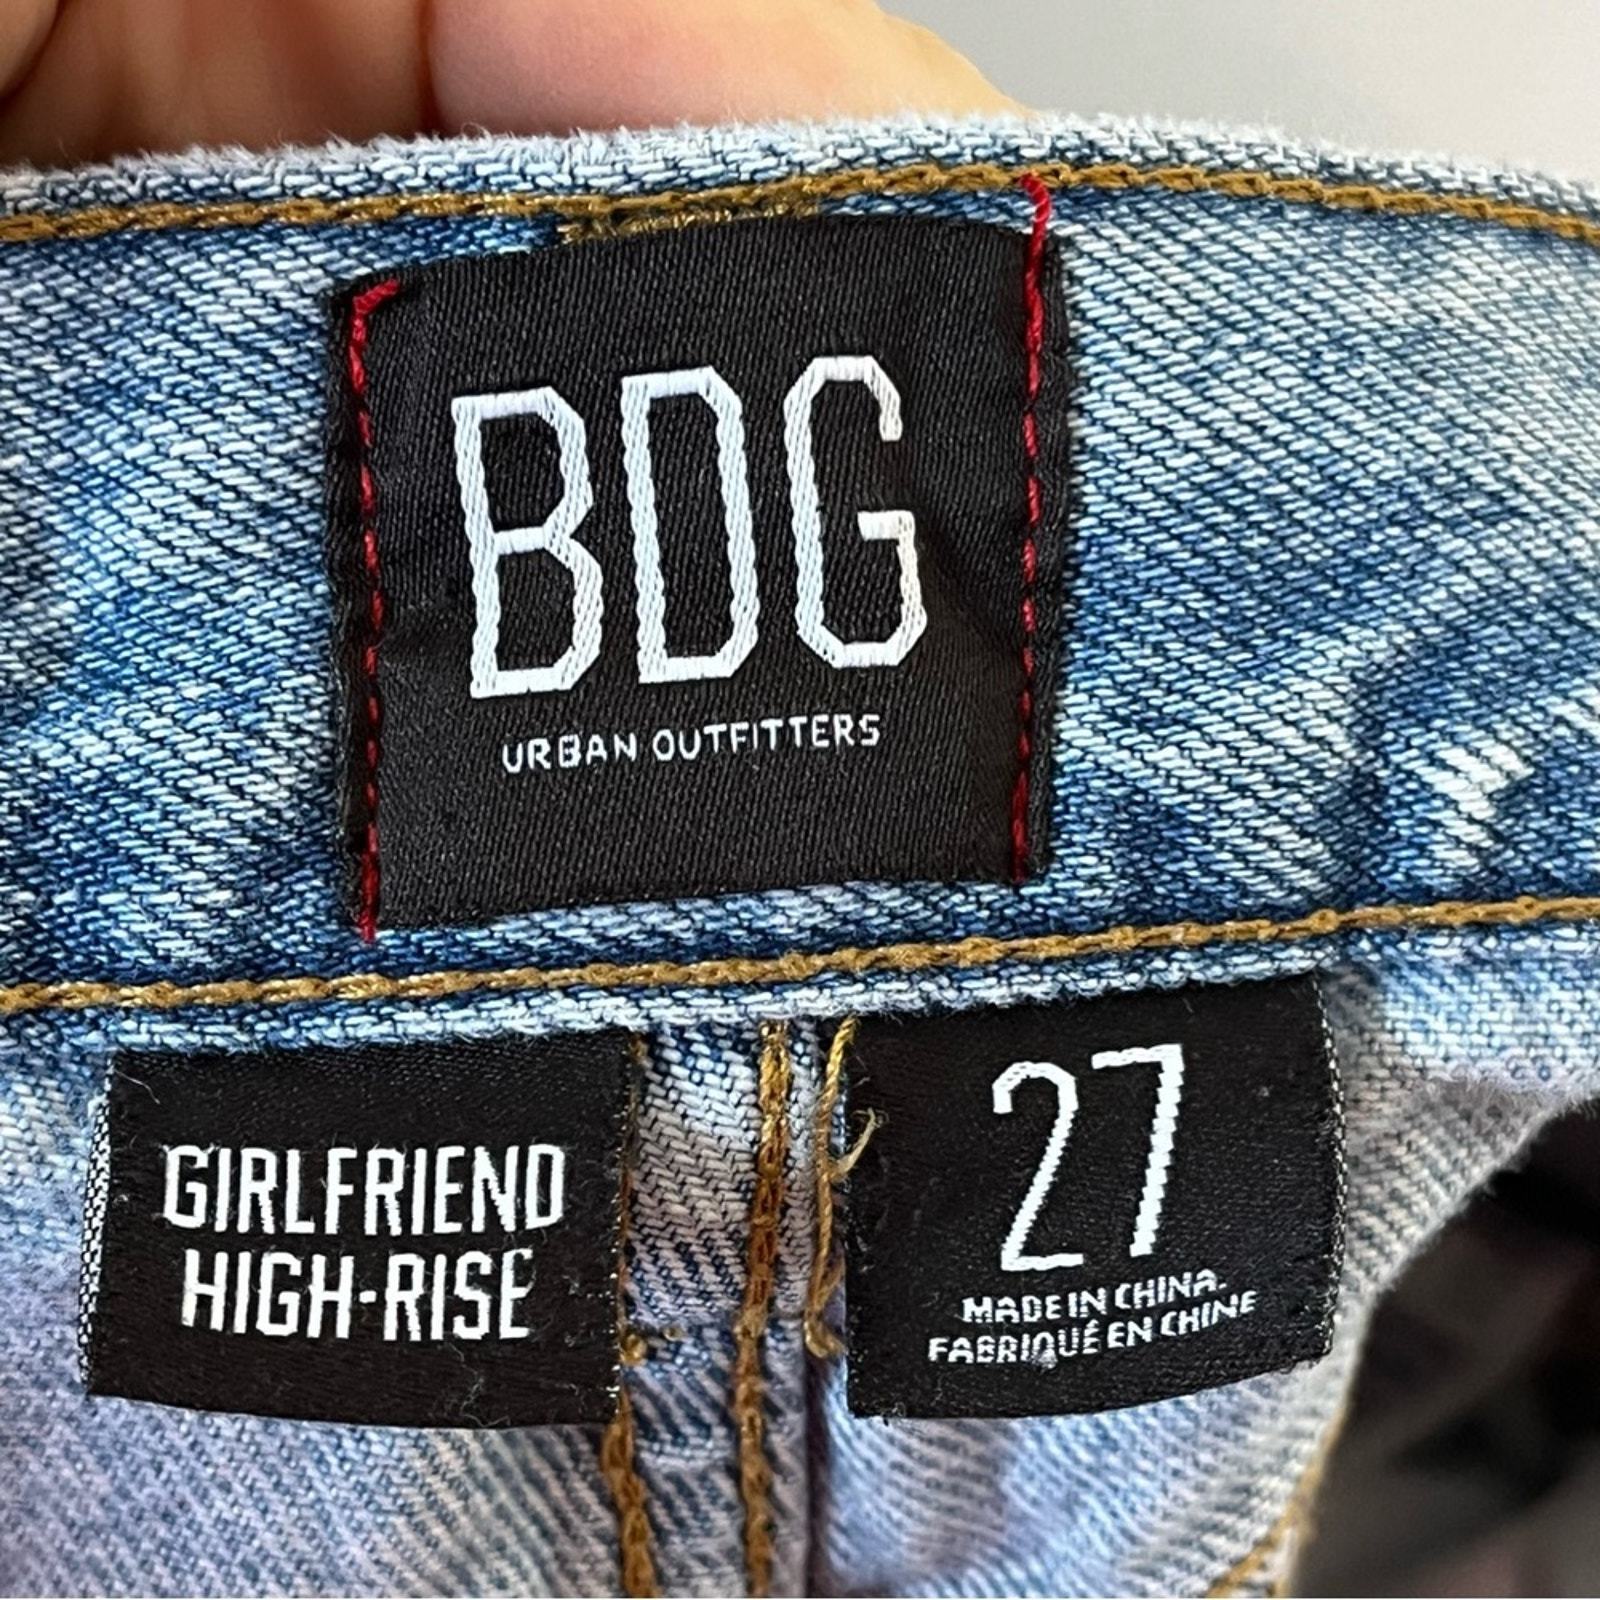 BDG
URBAN OUTFITTERS
GIRLFRIEND
HIGH-RISE
27
MADE IN CHINA.
FABRIQUÉ EN CHINE